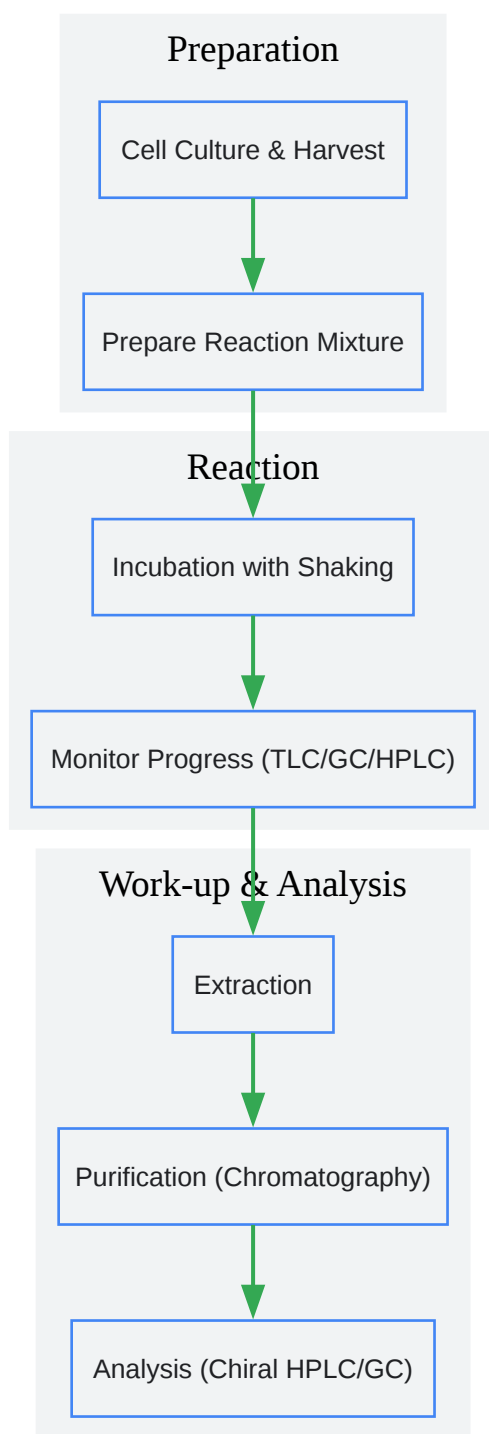 Preparation
Cell Culture & Harvest
Prepare Reaction Mixture
Reaction
Incubation with Shaking
Monitor Progress (TLC/GC/HPLC)
Work-up & Analysis
Extraction
Purification (Chromatography)
Analysis (Chiral HPLC/GC)